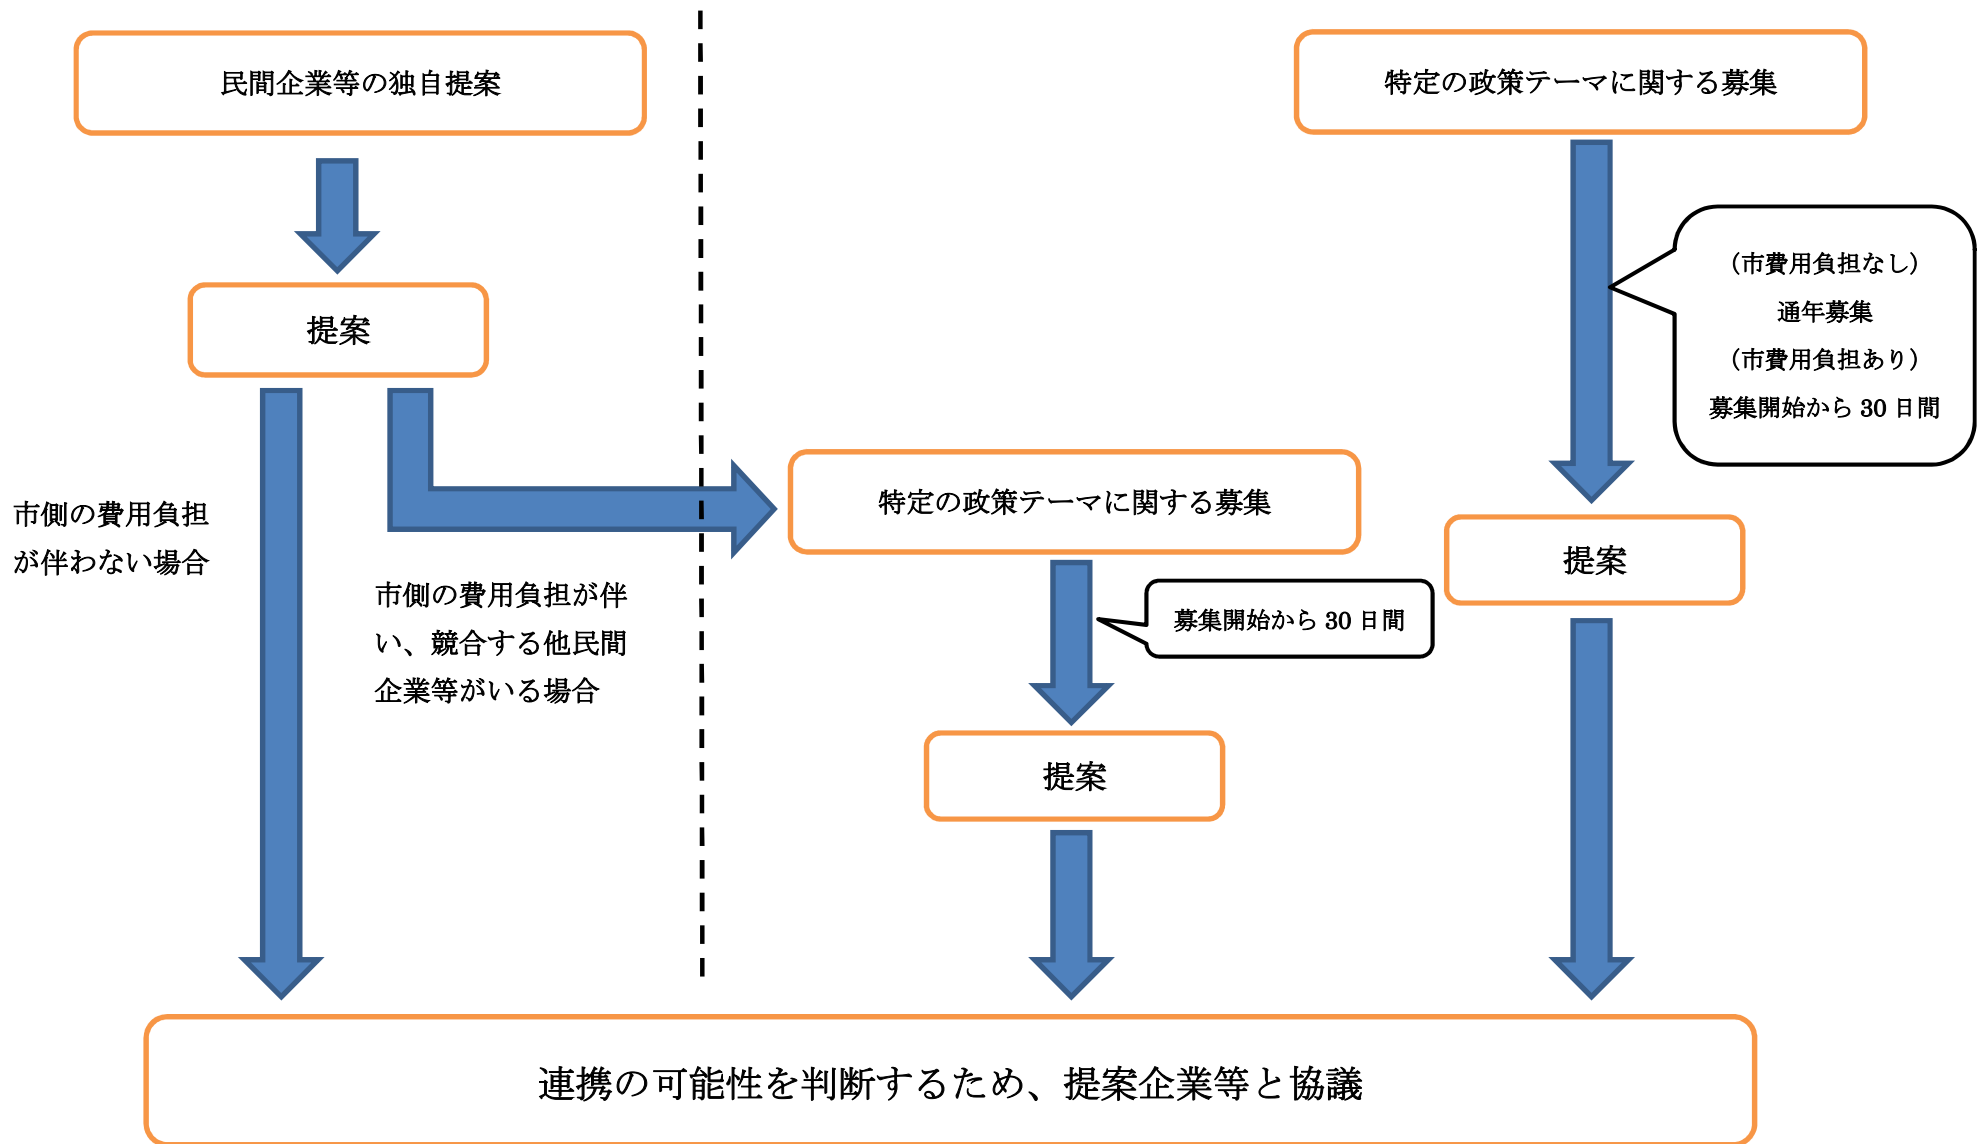 民間企業等の独自提案
特定の政策テーマに関する募集
（市費用負担なし）
通年募集
（市費用負担あり）
募集開始から 30 日間
提案
市側の費用負担
が伴わない場合
市側の費用負担が伴
い、競合する他民間
企業等がいる場合
特定の政策テーマに関する募集
募集開始から 30 日間
提案
提案
連携の可能性を判断するため、提案企業等と協議